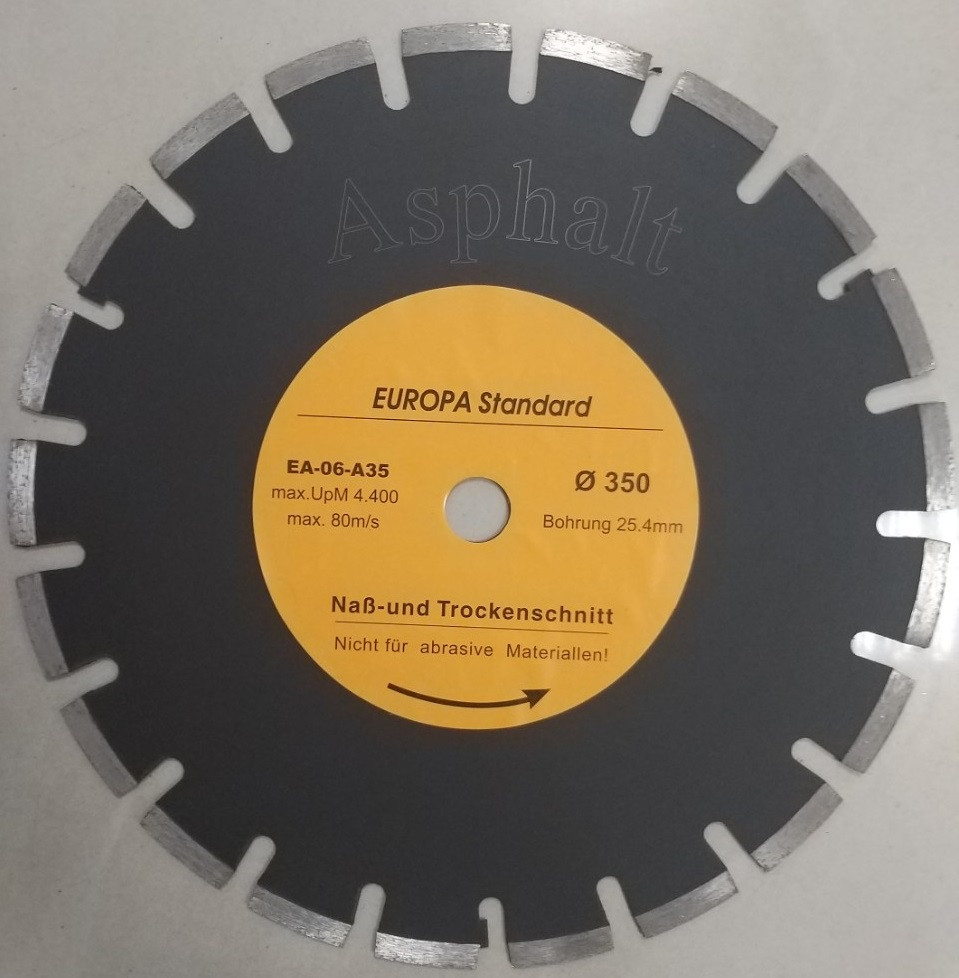 Asphalt
EUROPA Standard
EA-06-A35
max.UpM 4.400
max. 80m/s
Ø 350
Bohrung 25.4mm
Naß-und Trockenschnitt
Nicht für abrasive Materiallen!